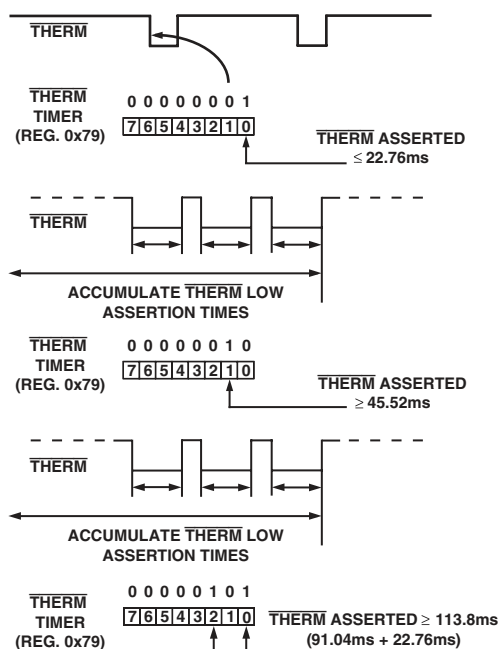 THERM
THERM
TIMER
(REG. 0x79)
0 0 0 0 0 0 0 1
7 6 5 4 3 2 1 0
THERM ASSERTED
≤ 22.76ms
THERM
ACCUMULATE THERM LOW
ASSERTION TIMES
THERM
TIMER
(REG. 0x79)
0 0 0 0 0 0 1 0
7 6 5 4 3 2 1 0
THERM ASSERTED
≥ 45.52ms
THERM
ACCUMULATE THERM LOW
ASSERTION TIMES
THERM
TIMER
(REG. 0x79)
0 0 0 0 0 1 0 1
7 6 5 4 3 2 1 0
THERM ASSERTED ≥ 113.8ms
(91.04ms + 22.76ms)